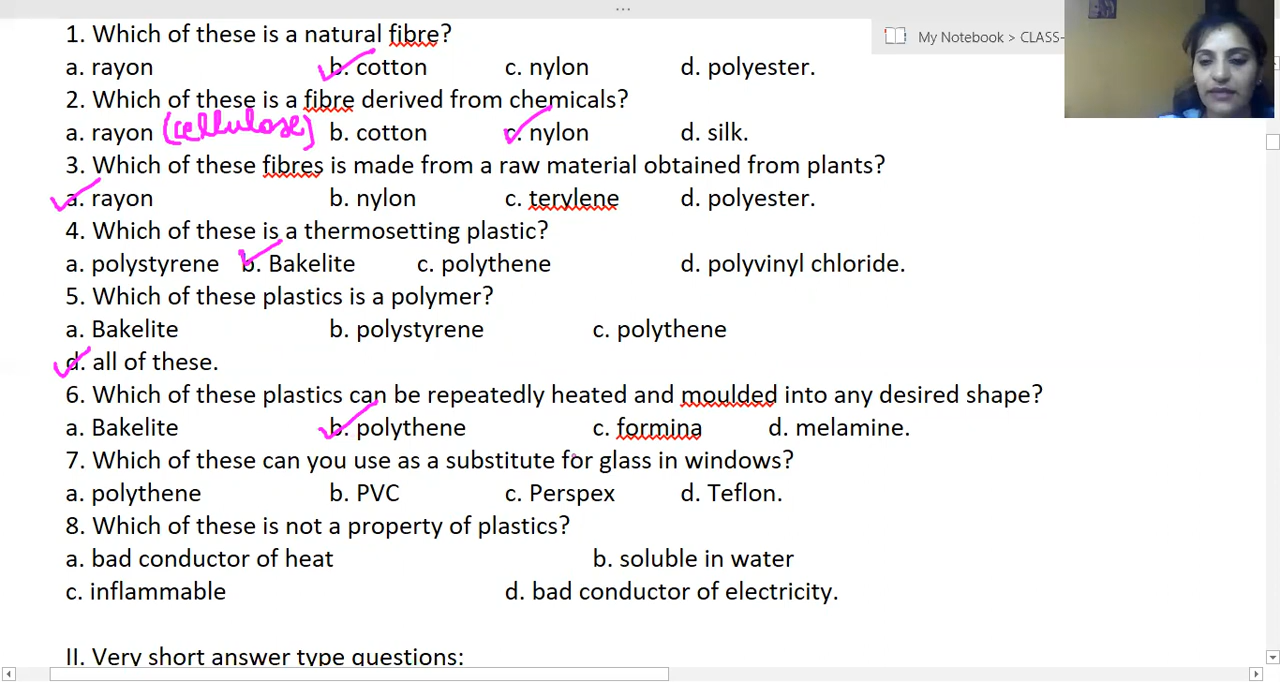 My Notebook > CLASS-
1. Which of these is a natural fibre?
a. rayon b. cotton c. nylon d. polyester.
2. Which of these is a fibre derived from chemicals?
a. rayon (cellulose) b. cotton c. nylon d. silk.
3. Which of these fibres is made from a raw material obtained from plants?
a. rayon b. nylon c. terylene d. polyester.
4. Which of these is a thermosetting plastic?
a. polystyrene b. Bakelite c. polythene d. polyvinyl chloride.
5. Which of these plastics is a polymer?
a. Bakelite b. polystyrene c. polythene
d. all of these.
6. Which of these plastics can be repeatedly heated and moulded into any desired shape?
a. Bakelite b. polythene c. formina d. melamine.
7. Which of these can you use as a substitute for glass in windows?
a. polythene b. PVC c. Perspex d. Teflon.
8. Which of these is not a property of plastics?
a. bad conductor of heat b. soluble in water
c. inflammable d. bad conductor of electricity.
II. Very short answer type questions: